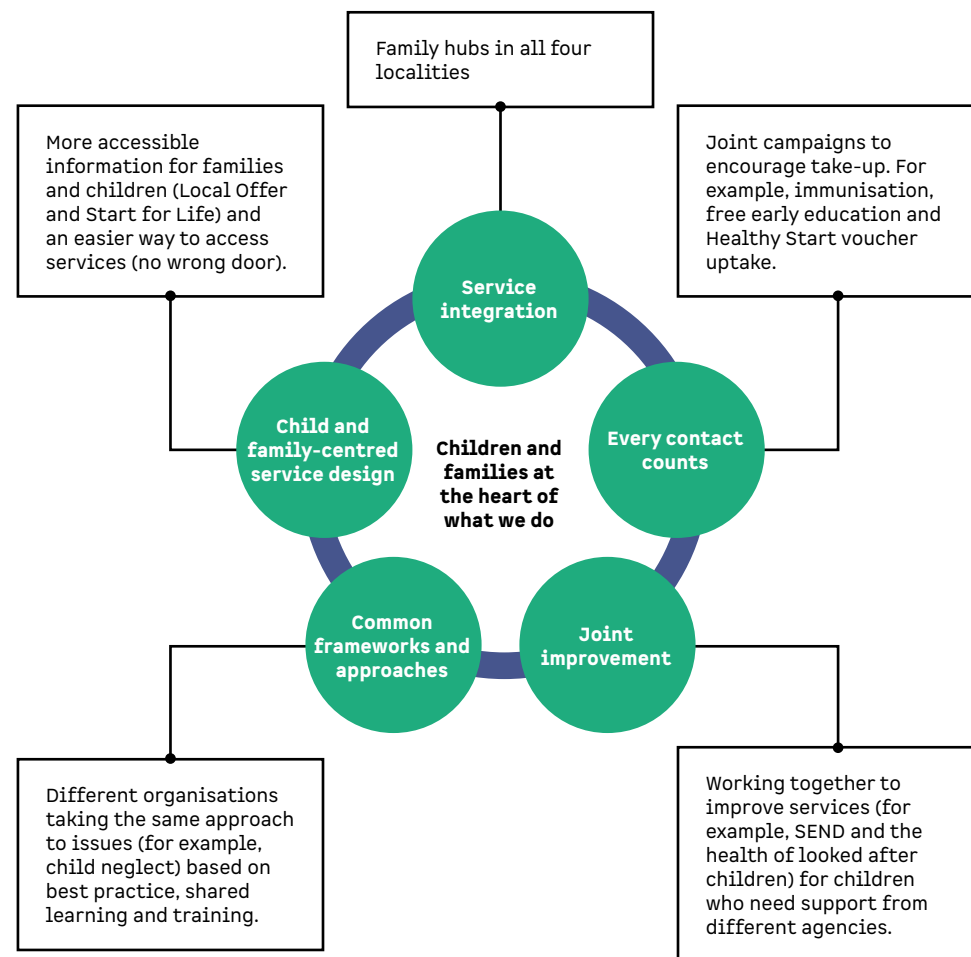 Family hubs in all four
localities
More accessible
information for families
and children (Local Offer
and Start for Life) and
an easier way to access
services (no wrong door).
Joint campaigns to
encourage take-up. For
example, immunisation,
free early education and
Healthy Start voucher
uptake.
Service
integration
Child and
family-centred
service design
Children and
families at
the heart of
what we do
Every contact
counts
Common
frameworks and
approaches
Joint
improvement
Different organisations
taking the same approach
to issues (for example,
child neglect) based on
best practice, shared
learning and training.
Working together to
improve services (for
example, SEND and the
health of looked after
children) for children
who need support from
different agencies.